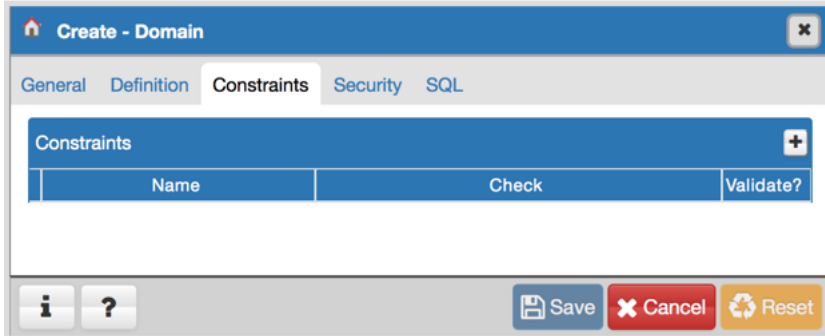 Create - Domain
General Definition Constraints Security SQL
Constraints
Name Check Validate?
i ? Save Cancel Reset